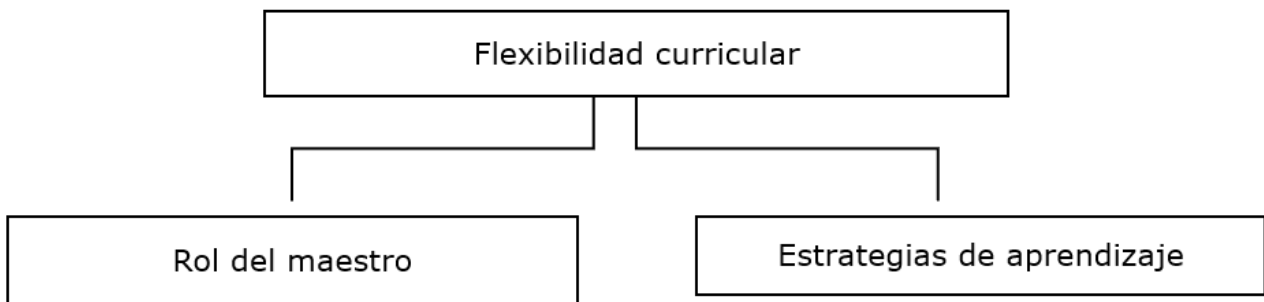 Flexibilidad curricular
Rol del maestro
Estrategias de aprendizaje